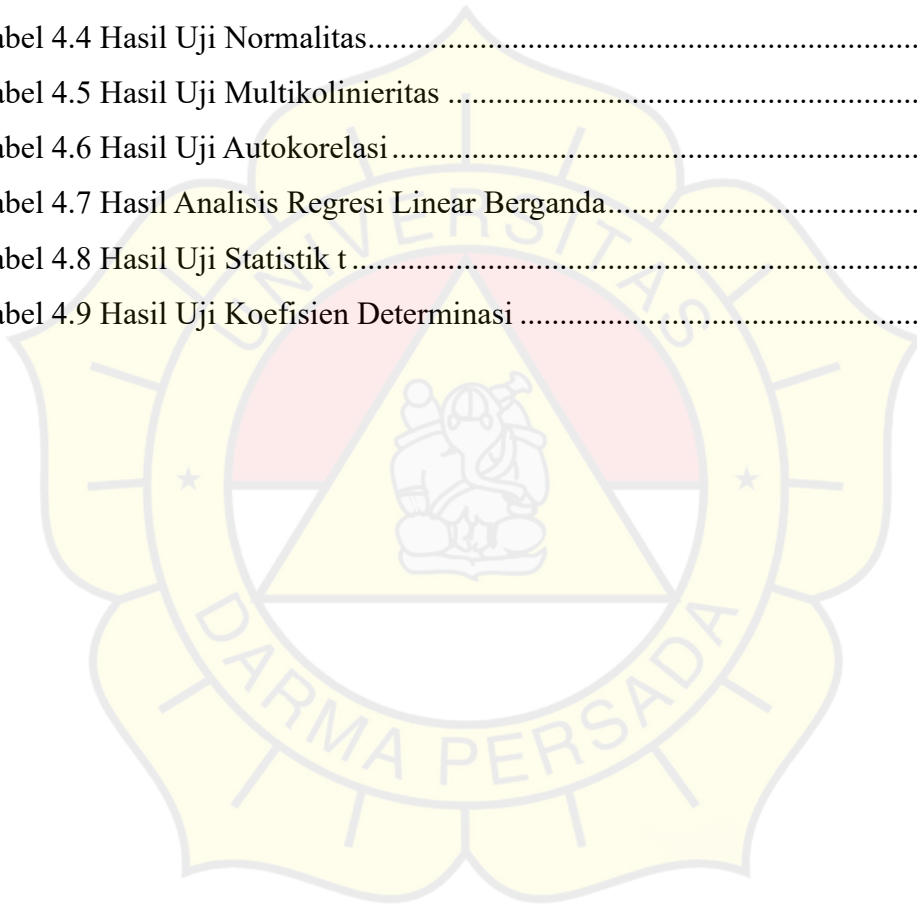 abel 4.4 Hasil Uji Normalitas................................................................
abel 4.5 Hasil Uji Multikolinieritas ................................................................
abel 4.6 Hasil Uji Autokorelasi................................................................
abel 4.7 Hasil Analisis Regresi Linear Berganda................................................
abel 4.8 Hasil Uji Statistik t ................................................................
abel 4.9 Hasil Uji Koefisien Determinasi ................................................
UNIVERSITAS
DARMA PERSADA